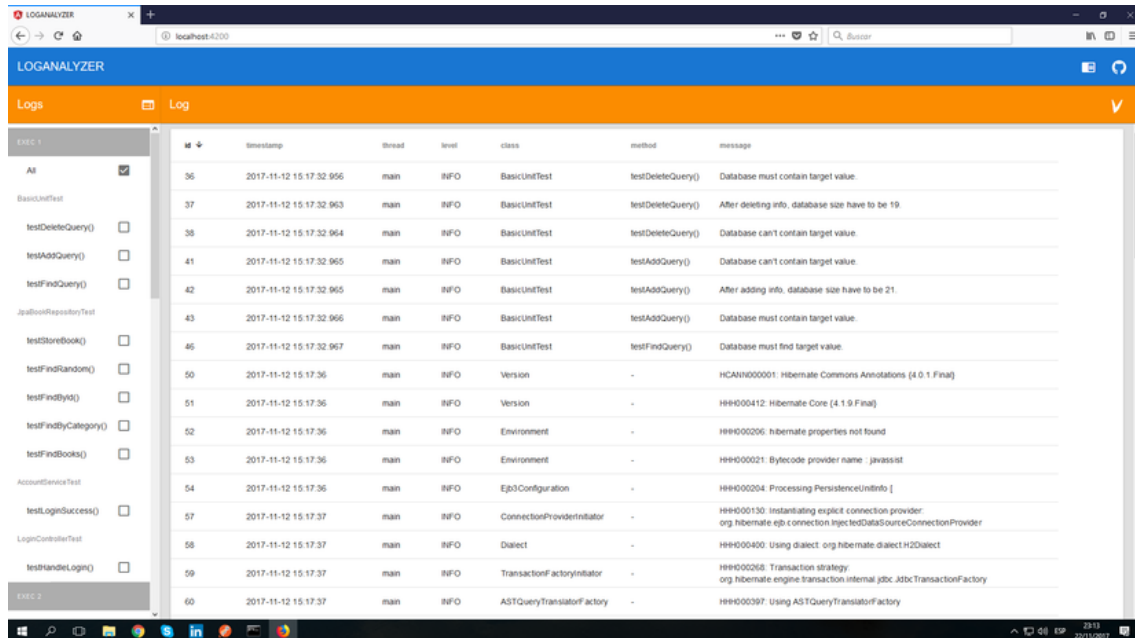 LOGANALYZER
localhost:4200
Buscar
LOGANALYZER
Logs
Log
EXEC 1
All
BasicUnitTest
testDeleteQuery()
testAddQuery()
testFindQuery()
JpaBookRepositoryTest
testStoreBook()
testFindRandom()
testFindById()
testFindByCategory()
testFindBooks()
AccountServiceTest
testLoginSuccess()
LoginControllerTest
testHandleLogin()
EXEC 2
id timestamp thread level class method message
36 2017-11-12 15:17:32.956 main INFO BasicUnitTest testDeleteQuery() Database must contain target value.
37 2017-11-12 15:17:32.963 main INFO BasicUnitTest testDeleteQuery() After deleting info, database size have to be 19.
38 2017-11-12 15:17:32.964 main INFO BasicUnitTest testDeleteQuery() Database can't contain target value.
41 2017-11-12 15:17:32.965 main INFO BasicUnitTest testAddQuery() Database can't contain target value.
42 2017-11-12 15:17:32.965 main INFO BasicUnitTest testAddQuery() After adding info, database size have to be 21.
43 2017-11-12 15:17:32.966 main INFO BasicUnitTest testAddQuery() Database must contain target value.
46 2017-11-12 15:17:32.967 main INFO BasicUnitTest testFindQuery() Database must find target value.
50 2017-11-12 15:17:36 main INFO Version - HCANN000001: Hibernate Commons Annotations {4.0.1.Final}
51 2017-11-12 15:17:36 main INFO Version - HHH000412: Hibernate Core {4.1.9.Final}
52 2017-11-12 15:17:36 main INFO Environment - HHH000206: hibernate.properties not found
53 2017-11-12 15:17:36 main INFO Environment - HHH000021: Bytecode provider name : javassist
54 2017-11-12 15:17:36 main INFO Ejb3Configuration - HHH000204: Processing PersistenceUnitInfo [
57 2017-11-12 15:17:37 main INFO ConnectionProviderInitiator - HHH000130: Instantiating explicit connection provider:
org.hibernate.ejb.connection.InjectedDataSourceConnectionProvider
58 2017-11-12 15:17:37 main INFO Dialect - HHH000400: Using dialect: org.hibernate.dialect.H2Dialect
59 2017-11-12 15:17:37 main INFO TransactionFactoryInitiator - HHH000268: Transaction strategy:
org.hibernate.engine.transaction.internal.jdbc.JdbcTransactionFactory
60 2017-11-12 15:17:37 main INFO ASTQueryTranslatorFactory - HHH000397: Using ASTQueryTranslatorFactory
ESP
23:13
22/11/2017